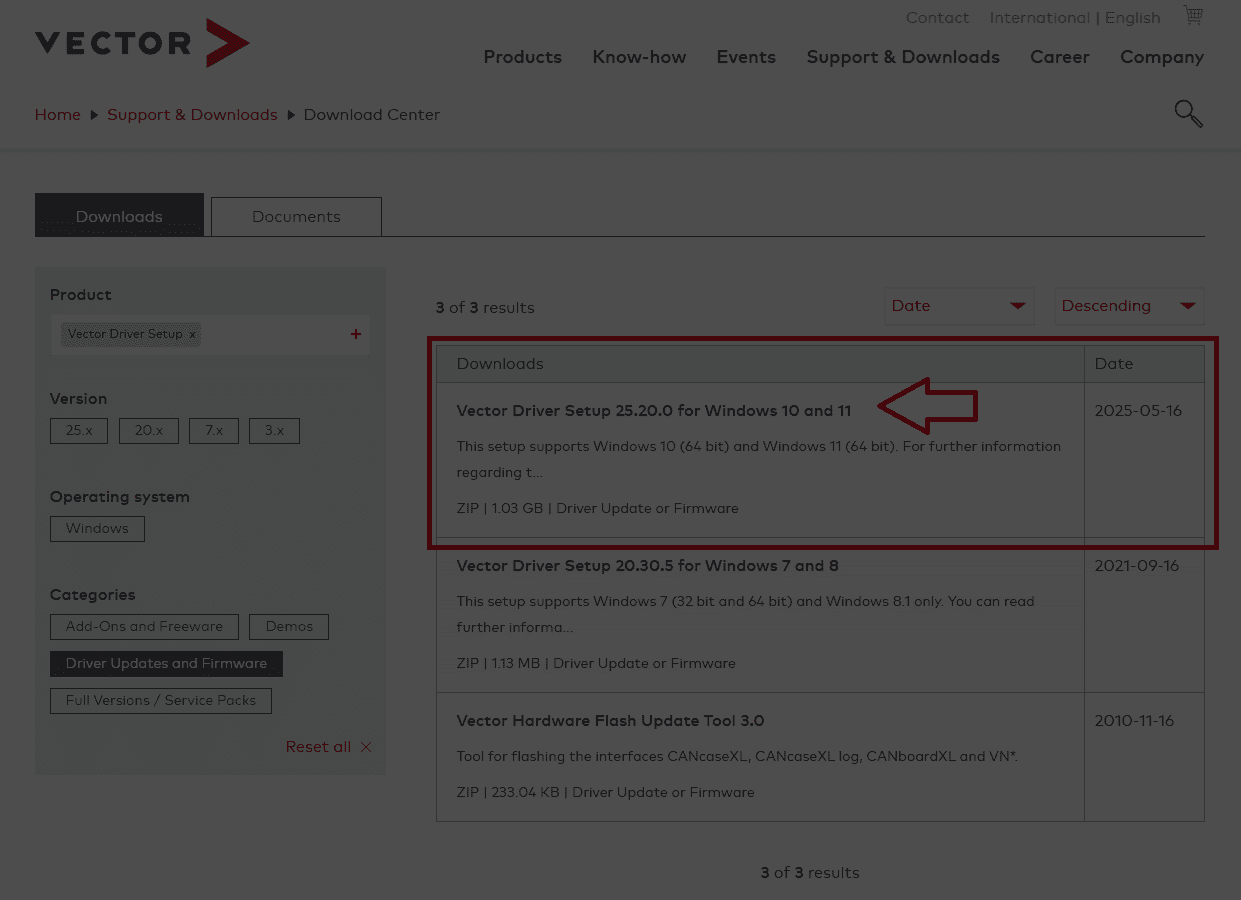 Contact International | English
VECTOR
Products Know-how Events Support & Downloads Career Company
Home Support & Downloads Download Center
Downloads Documents
Product
Vector Driver Setup x +
Version
25.x 20.x 7.x 3.x
Operating system
Windows
Categories
Add-Ons and Freeware Demos
Driver Updates and Firmware
Full Versions / Service Packs
Reset all ×
3 of 3 results Date Descending
Downloads Date
Vector Driver Setup 25.20.0 for Windows 10 and 11 2025-05-16
This setup supports Windows 10 (64 bit) and Windows 11 (64 bit). For further information
regarding t...
ZIP | 1.03 GB | Driver Update or Firmware
Vector Driver Setup 20.30.5 for Windows 7 and 8 2021-09-16
This setup supports Windows 7 (32 bit and 64 bit) and Windows 8.1 only. You can read
further informa...
ZIP | 1.13 MB | Driver Update or Firmware
Vector Hardware Flash Update Tool 3.0 2010-11-16
Tool for flashing the interfaces CANcaseXL, CANcaseXL log, CANboardXL and VN*.
ZIP | 233.04 KB | Driver Update or Firmware
3 of 3 results